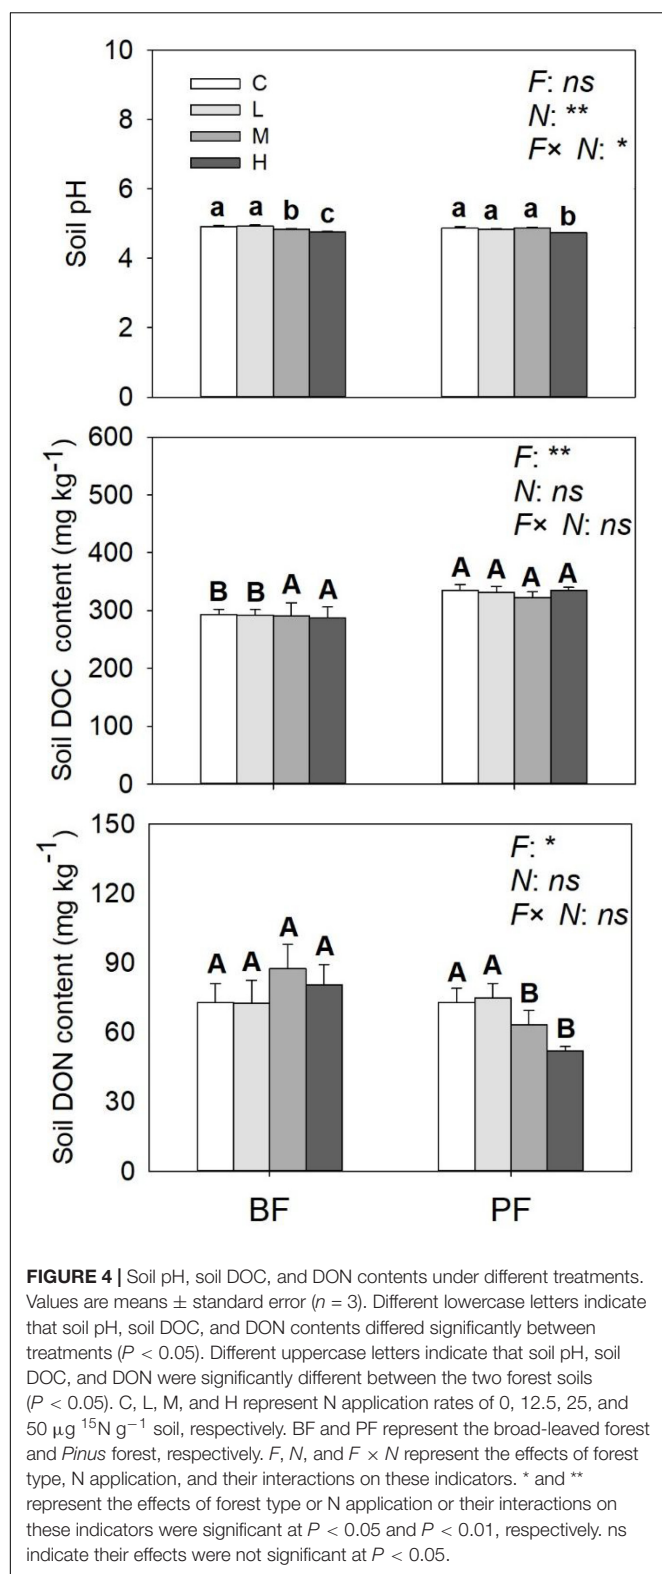 10
8
6
4
2
0
Soil pH
C
L
M
H
F: ns
N: **
F× N: *
a a b c
a a a b
600
500
400
300
200
100
0
Soil DOC content (mg kg-1)
F: **
N: ns
F× N: ns
B B A A
A A A A
150
120
90
60
30
0
Soil DON content (mg kg-1)
F: *
N: ns
F× N: ns
A A A A
A A B B
BF PF
FIGURE 4 | Soil pH, soil DOC, and DON contents under different treatments.
Values are means ± standard error (n = 3). Different lowercase letters indicate
that soil pH, soil DOC, and DON contents differed significantly between
treatments (P < 0.05). Different uppercase letters indicate that soil pH, soil
DOC, and DON were significantly different between the two forest soils
(P < 0.05). C, L, M, and H represent N application rates of 0, 12.5, 25, and
50 μg 15N g−1 soil, respectively. BF and PF represent the broad-leaved forest
and Pinus forest, respectively. F, N, and F × N represent the effects of forest
type, N application, and their interactions on these indicators. * and **
represent the effects of forest type or N application or their interactions on
these indicators were significant at P < 0.05 and P < 0.01, respectively. ns
indicate their effects were not significant at P < 0.05.